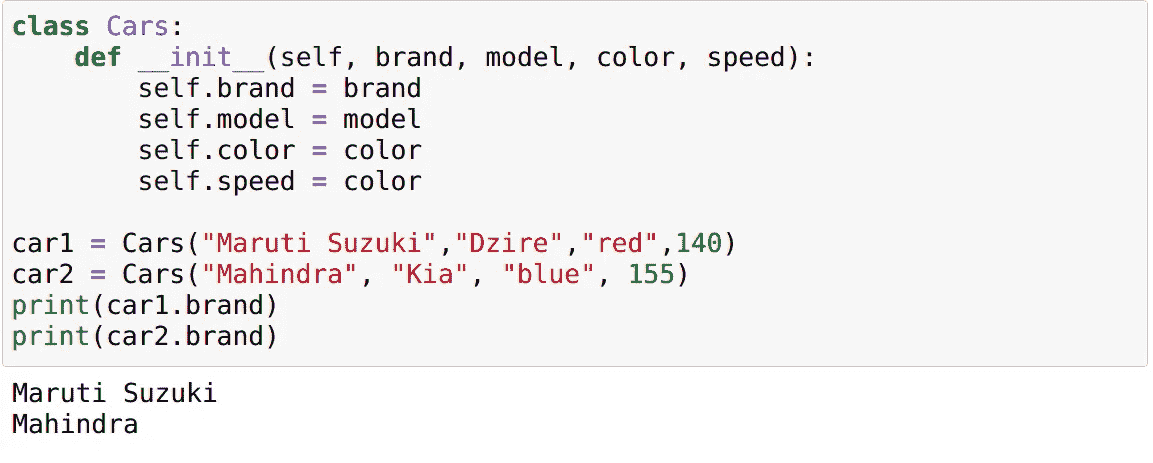 class Cars:
    def __init__(self, brand, model, color, speed):
        self.brand = brand
        self.model = model
        self.color = color
        self.speed = color

car1 = Cars("Maruti Suzuki","Dzire","red",140)
car2 = Cars("Mahindra", "Kia", "blue", 155)
print(car1.brand)
print(car2.brand)
Maruti Suzuki
Mahindra